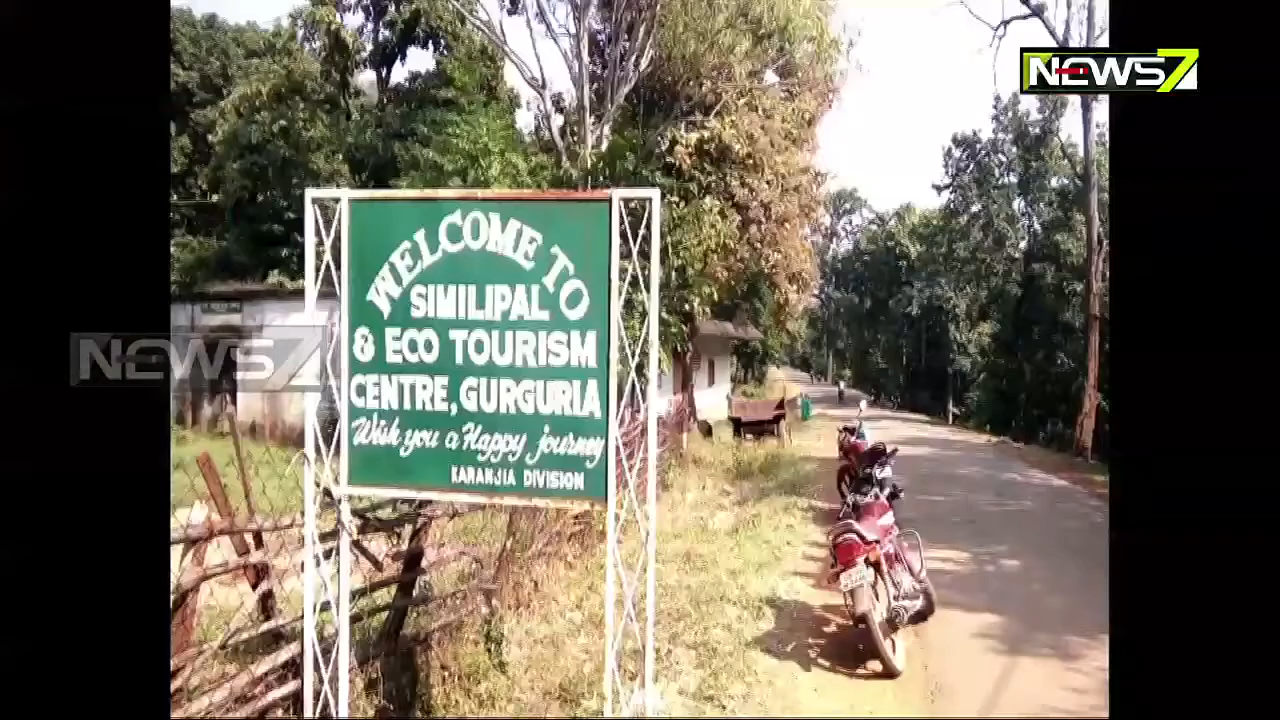 NEWS7
WELCOME TO
SIMILIPAL
& ECO TOURISM
CENTRE, GURGURIA
Wish you a Happy journey
KARANJIA DIVISION
NEWS7